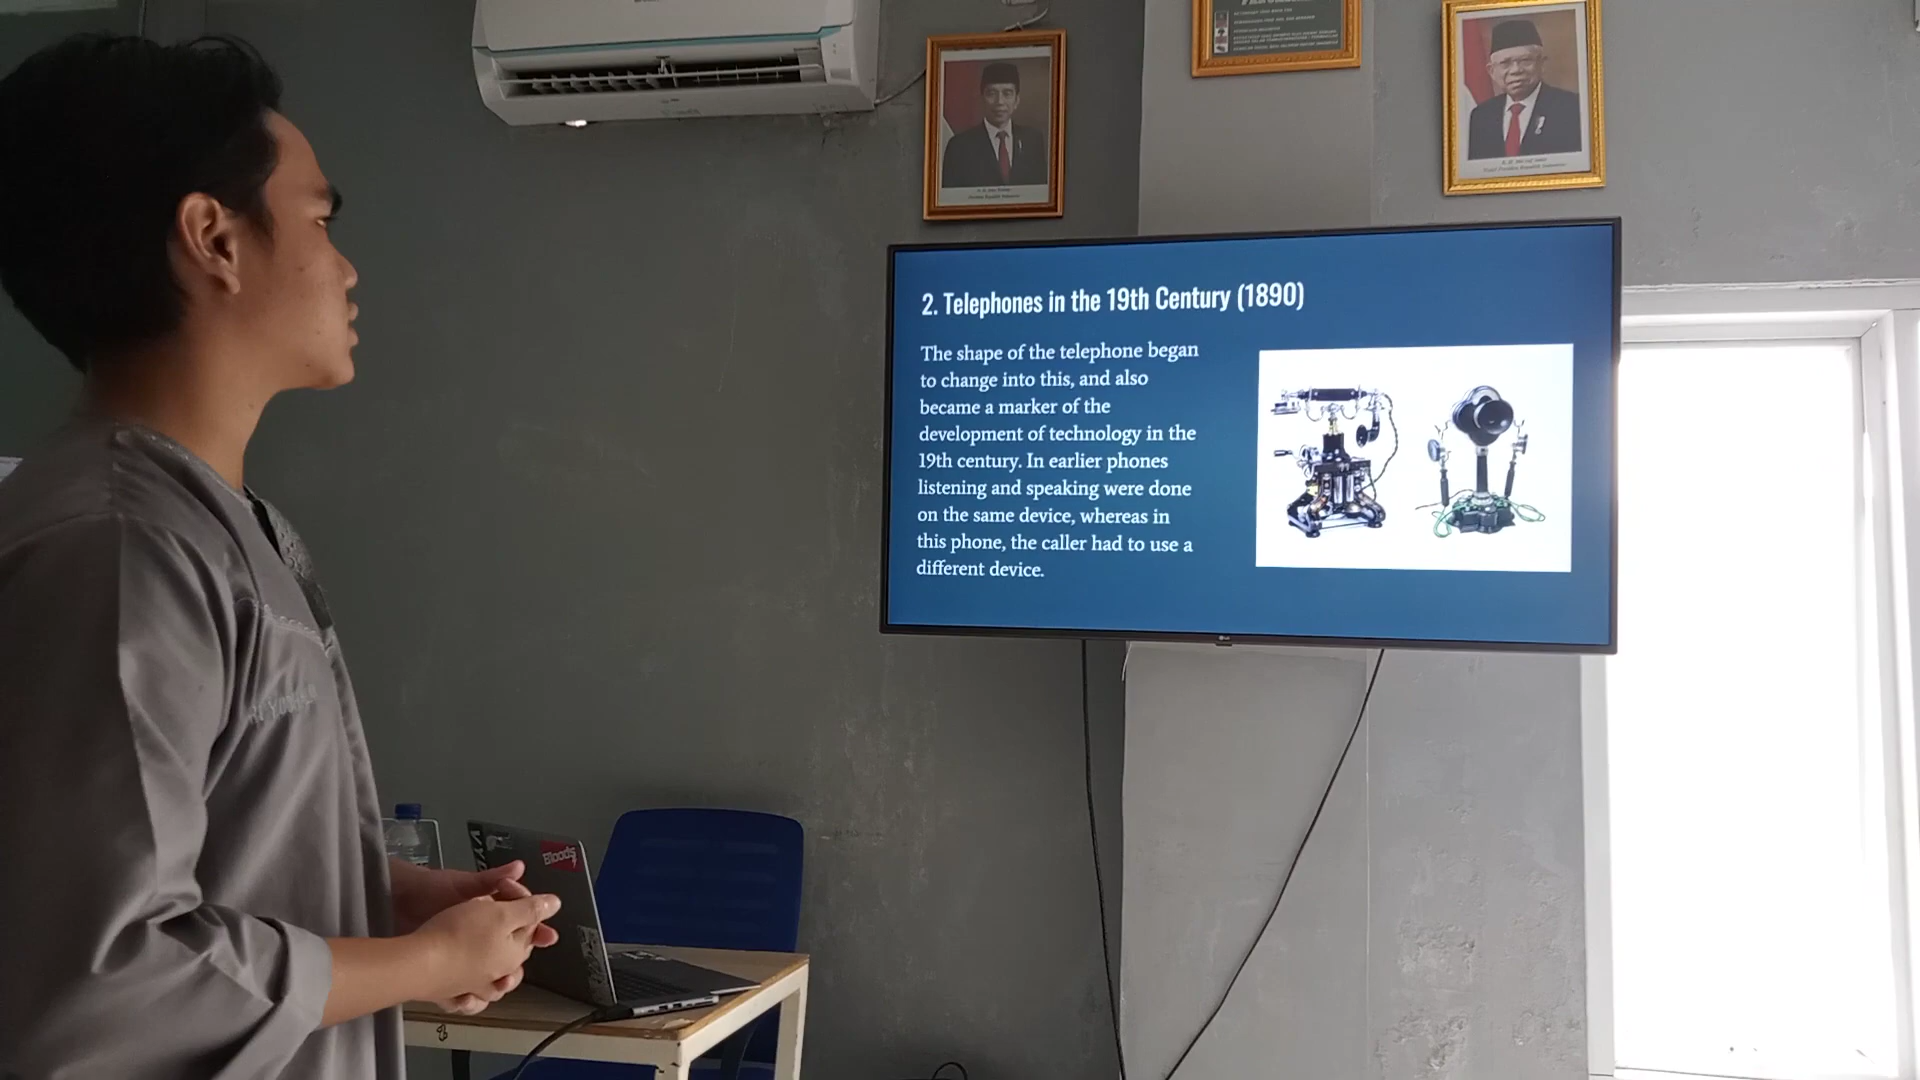 2. Telephones in the 19th Century (1890)
The shape of the telephone began
to change into this, and also
became a marker of the
development of technology in the
19th century. In earlier phones
listening and speaking were done
on the same device, whereas in
this phone, the caller had to use a
different device.
LG
Bloods